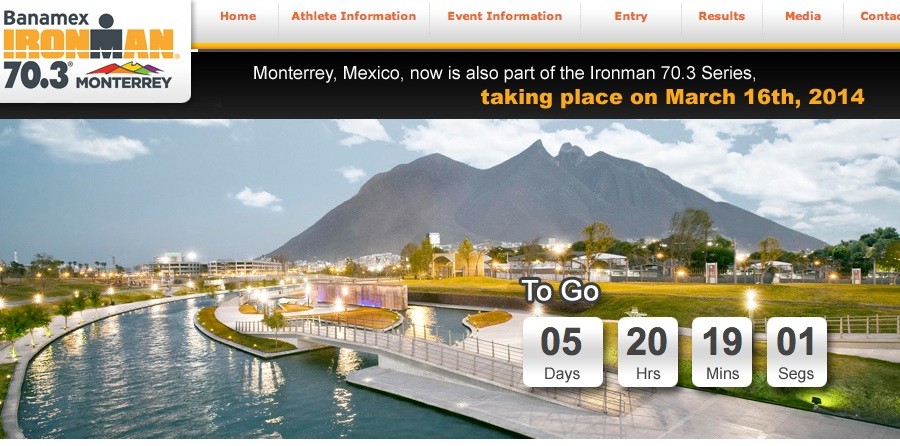 Banamex
IRONMAN
70.3 MONTERREY
Home
Athlete Information
Event Information
Entry
Results
Media
Contac
Monterrey, Mexico, now is also part of the Ironman 70.3 Series,
taking place on March 16th, 2014
To Go
05 20 19 01
Days Hrs Mins Segs